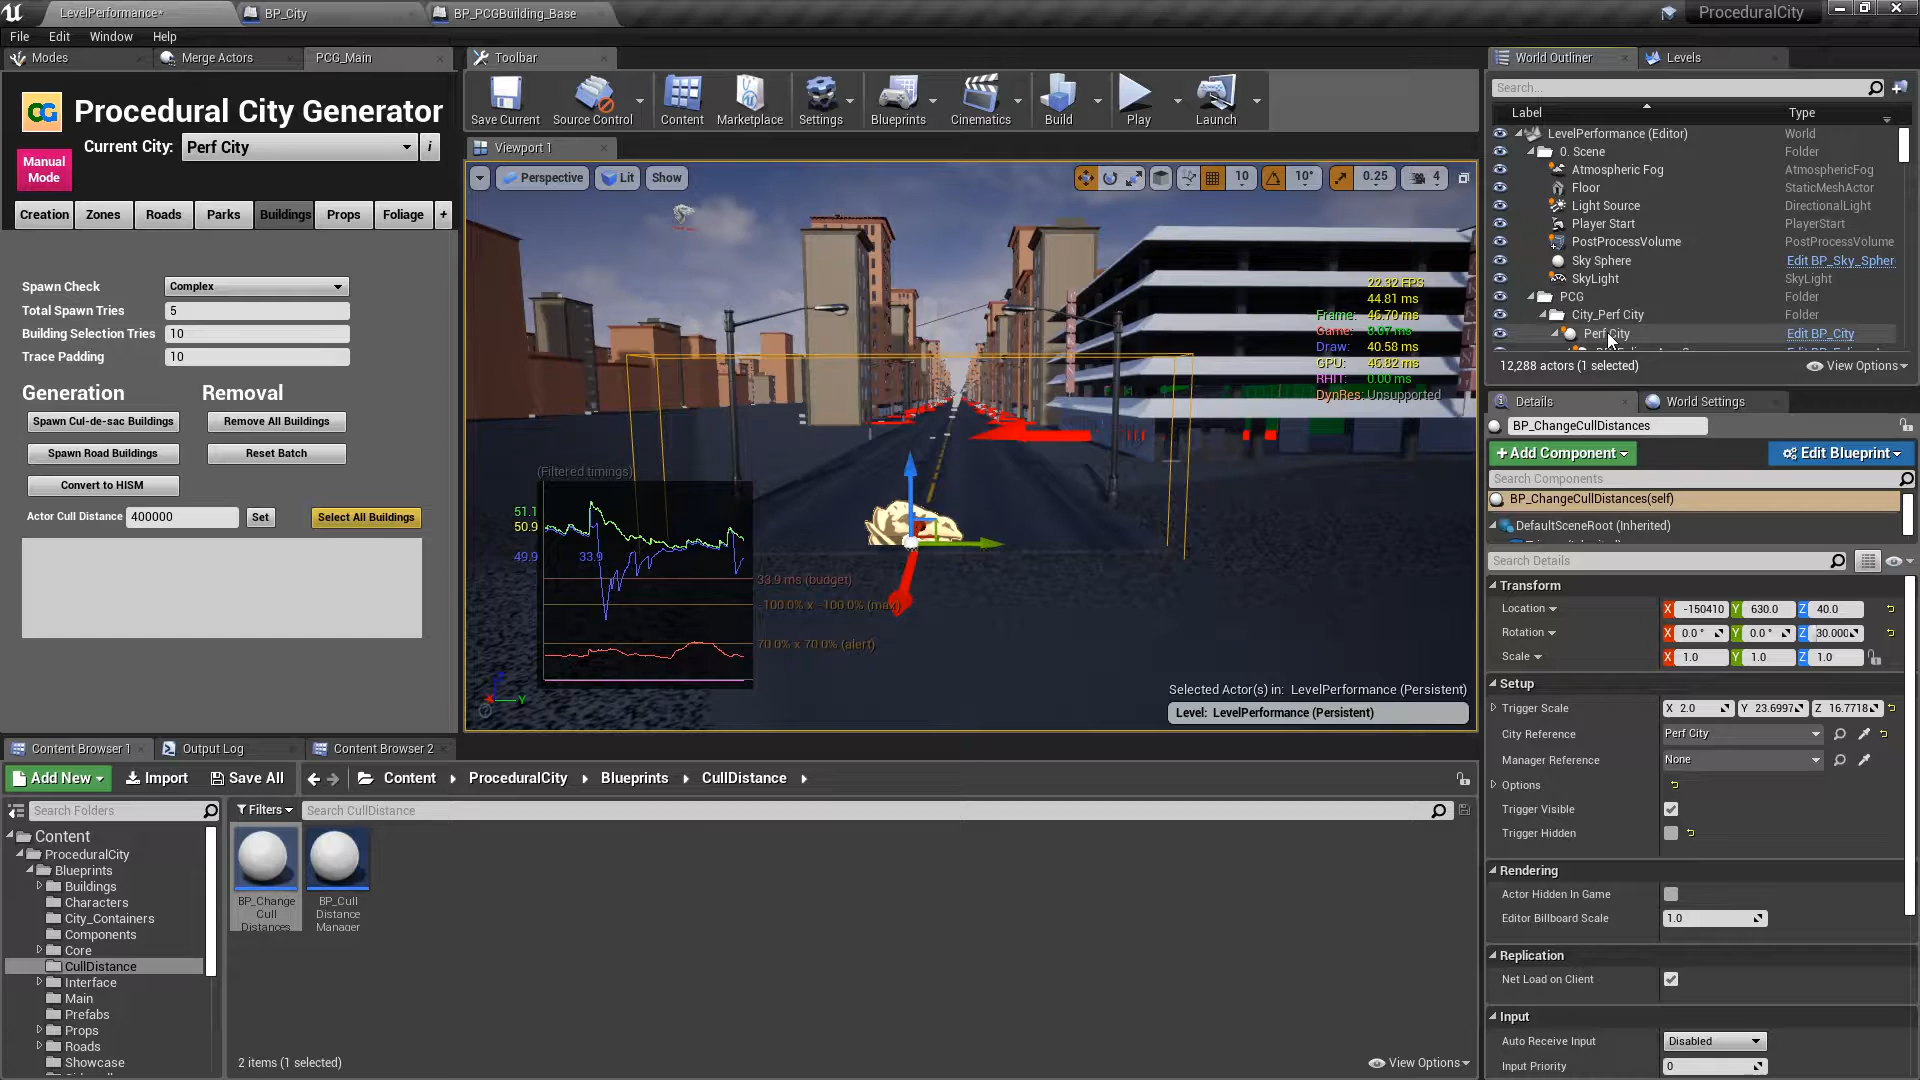 LevelPerformance*
BP_City
BP_PCGBuilding_Base
ProceduralCity
File Edit Window Help
Modes
Merge Actors
PCG_Main
Procedural City Generator
Current City: Perf City i
Manual Mode
Creation Zones Roads Parks Buildings Props Foliage +
Spawn Check Complex
Total Spawn Tries 5
Building Selection Tries 10
Trace Padding 10
Generation Removal
Spawn Cul-de-sac Buildings Remove All Buildings
Spawn Road Buildings Reset Batch
Convert to HISM
Actor Cull Distance 400000 Set Select All Buildings
Toolbar
Save Current Source Control Content Marketplace Settings Blueprints Cinematics Build Play Launch
Viewport 1
Perspective Lit Show
10 10° 0.25 4
22.32 FPS
44.81 ms
Frame: 46.70 ms
Game: 8.07 ms
Draw: 40.58 ms
GPU: 46.82 ms
RHIT: 0.00 ms
DynRes: Unsupported
(Filtered timings)
51.1
50.9
49.9 33.9
33.9 ms (budget)
100.0% x 100.0% (max)
70.0% x 70.0% (alert)
Z
X
Y
Selected Actor(s) in: LevelPerformance (Persistent)
Level: LevelPerformance (Persistent)
World Outliner
Levels
Search...
Label Type
LevelPerformance (Editor) World
0. Scene Folder
Atmospheric Fog AtmosphericFog
Floor StaticMeshActor
Light Source DirectionalLight
Player Start PlayerStart
PostProcessVolume PostProcessVolume
Sky Sphere Edit BP_Sky_Spher
SkyLight SkyLight
PCG Folder
City_Perf City Folder
Perf City Edit BP_City
12,288 actors (1 selected) View Options
Details
World Settings
BP_ChangeCullDistances
+Add Component Edit Blueprint
Search Components
BP_ChangeCullDistances(self)
DefaultSceneRoot (Inherited)
Search Details
Transform
Location X -150410 Y 630.0 Z 40.0
Rotation X 0.0 ° Y 0.0 ° Z 30.000
Scale X 1.0 Y 1.0 Z 1.0
Setup
Trigger Scale X 2.0 Y 23.6997 Z 16.7718
City Reference Perf City
Manager Reference None
Options
Trigger Visible
Trigger Hidden
Rendering
Actor Hidden In Game
Editor Billboard Scale 1.0
Replication
Net Load on Client
Input
Auto Receive Input Disabled
Input Priority 0
Content Browser 1
Output Log
Content Browser 2
Add New Import Save All Content ProceduralCity Blueprints CullDistance
Search Folders
Filters Search CullDistance
Content
ProceduralCity
Blueprints
Buildings
Characters
City_Containers
Components
Core
CullDistance
Interface
Main
Prefabs
Props
Roads
Showcase
BP_Change Cull Distances
BP_Cull Distance Manager
2 items (1 selected) View Options